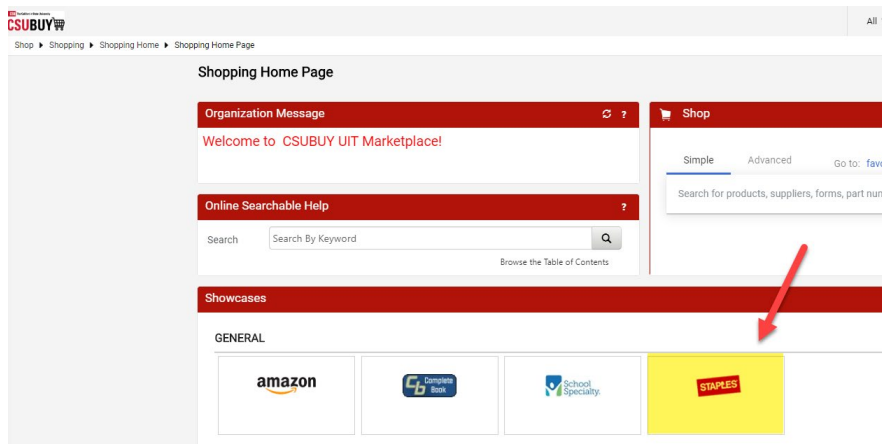 CSUBUY
All
Shop ▸ Shopping ▸ Shopping Home ▸ Shopping Home Page
Shopping Home Page
Organization Message ?
Welcome to CSUBUY UIT Marketplace!
Shop
Simple Advanced Go to: favo
Search for products, suppliers, forms, part num
Online Searchable Help ?
Search Search By Keyword
Browse the Table of Contents
Showcases
GENERAL
amazon
Cb Complete Book
School Specialty.
STAPLES